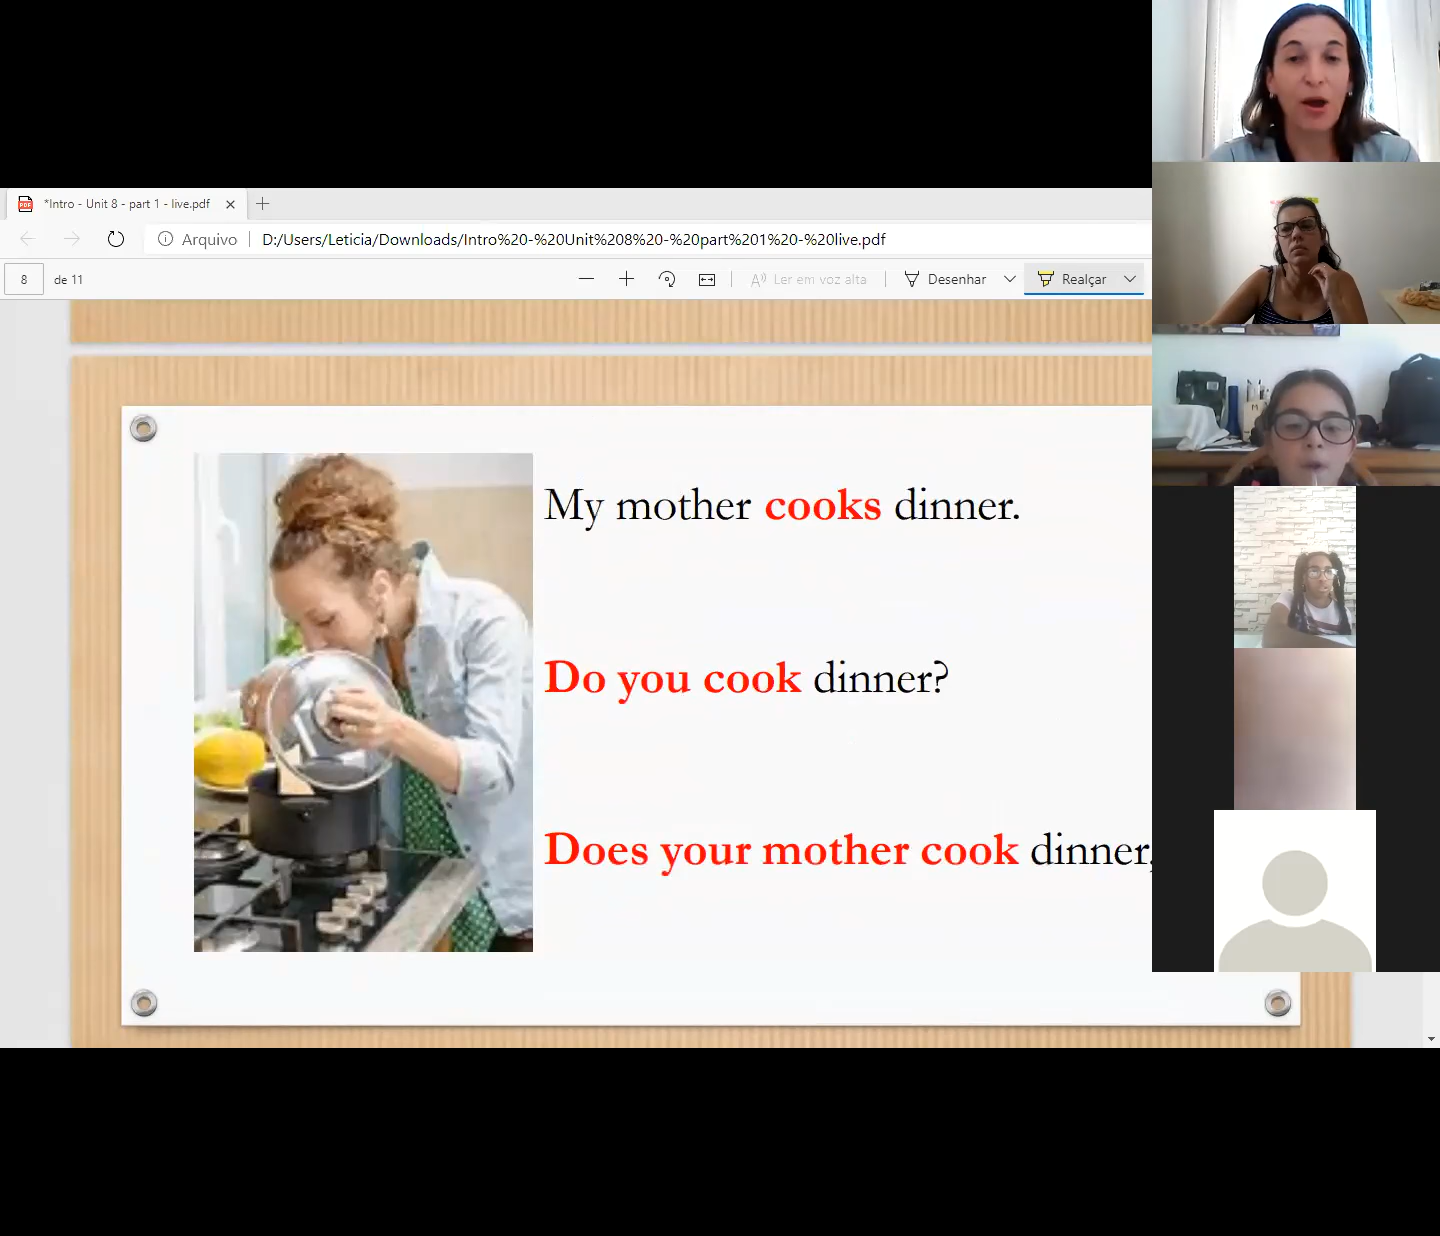 *Intro - Unit 8 - part 1 - live.pdf
Arquivo D:/Users/Leticia/Downloads/Intro%20-%20Unit%208%20-%20part%201%20-%20live.pdf
8 de 11 Ler em voz alta Desenhar Realçar
My mother cooks dinner.
Do you cook dinner?
Does your mother cook dinner